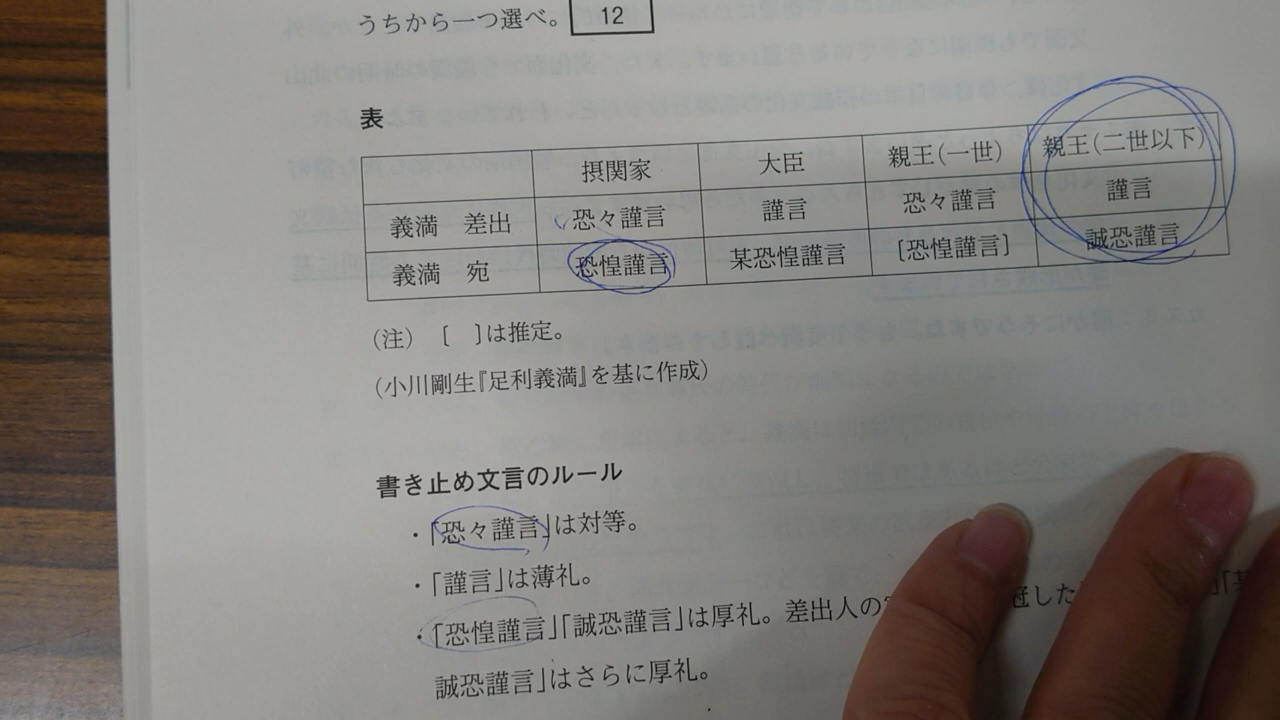 うちから一つ選べ。 12
表
摂関家 大臣 親王(一世) 親王(二世以下)
義満 差出 恐々謹言 謹言 恐々謹言 謹言
義満 宛 恐惶謹言 某恐惶謹言 [恐惶謹言] 誠恐謹言
(注) [ ]は推定。
(小川剛生『足利義満』を基に作成)
書き止め文言のルール
・「恐々謹言」は対等。
・「謹言」は薄礼。
・「恐惶謹言」「誠恐謹言」は厚礼。差出人の 冠した
誠恐謹言」はさらに厚礼。